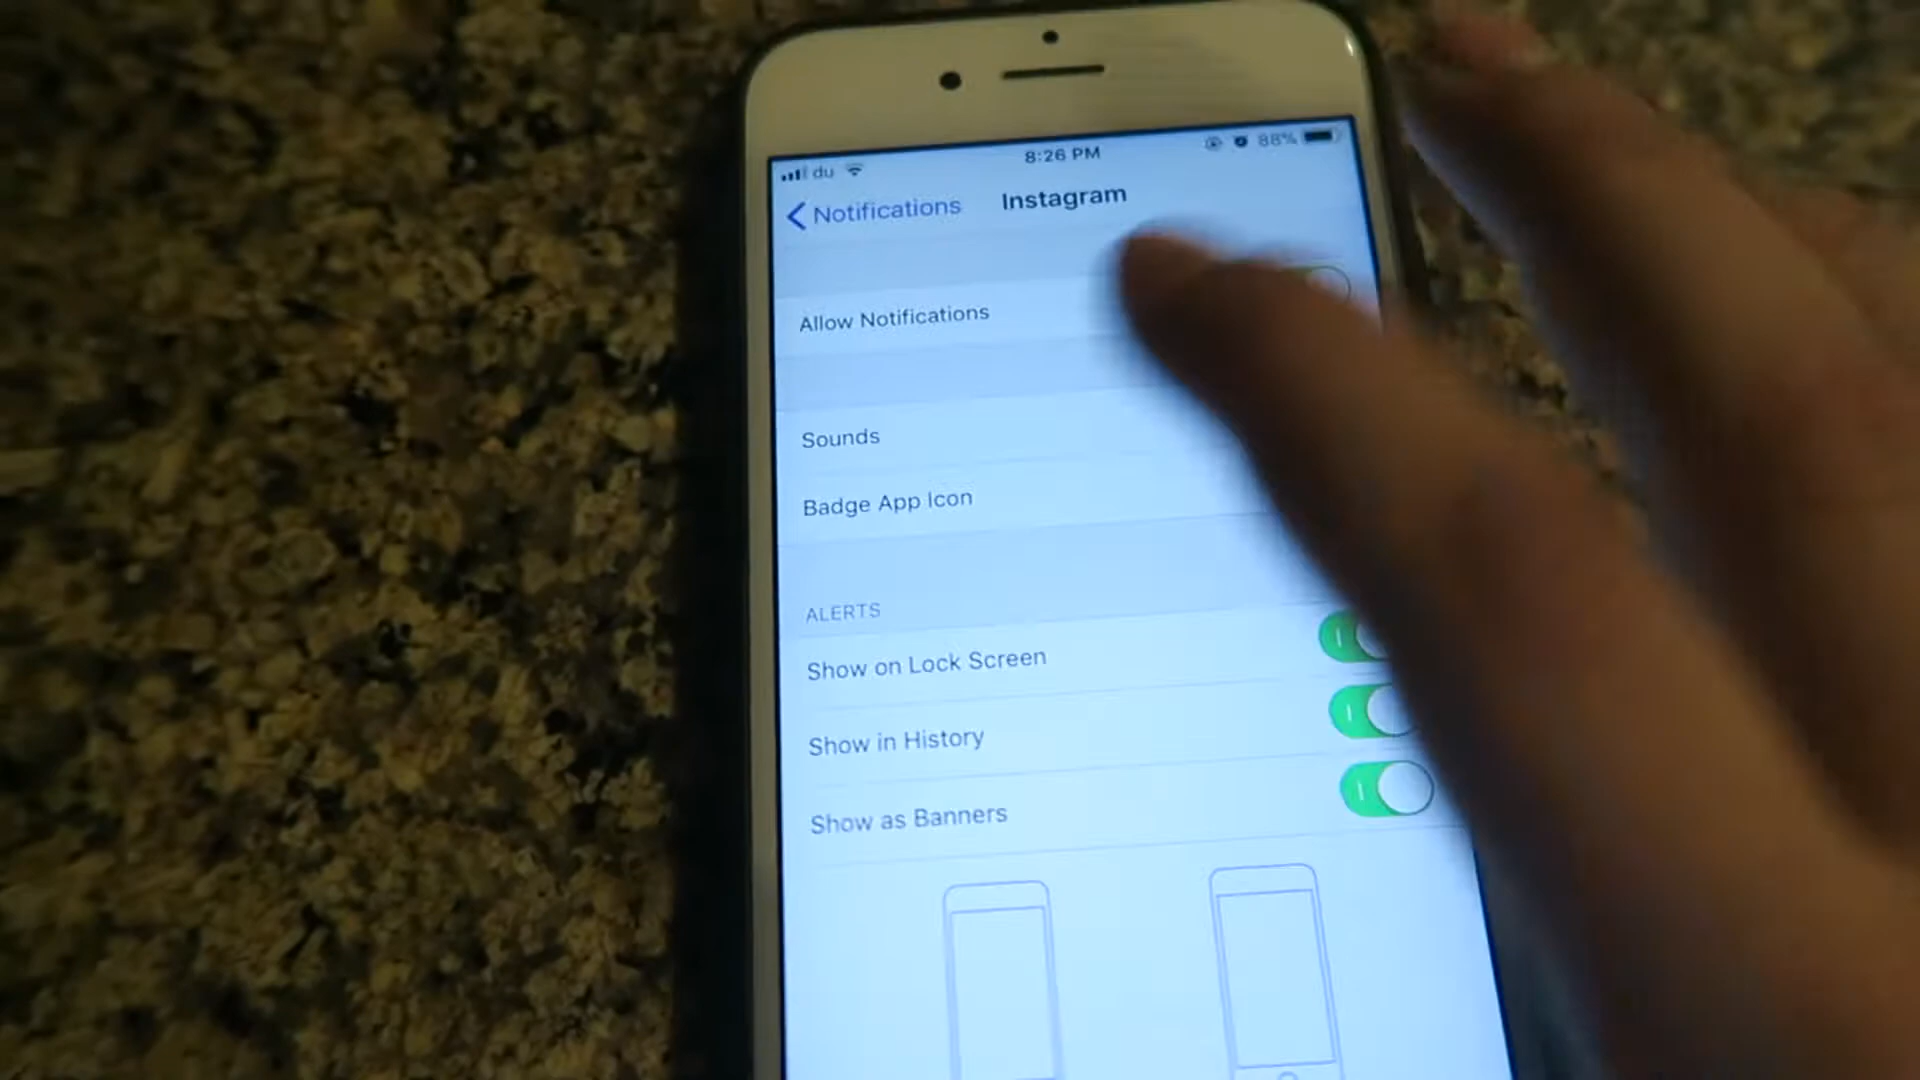 du 8:26 PM 88%
Notifications Instagram
Allow Notifications
Sounds
Badge App Icon
ALERTS
Show on Lock Screen
Show in History
Show as Banners